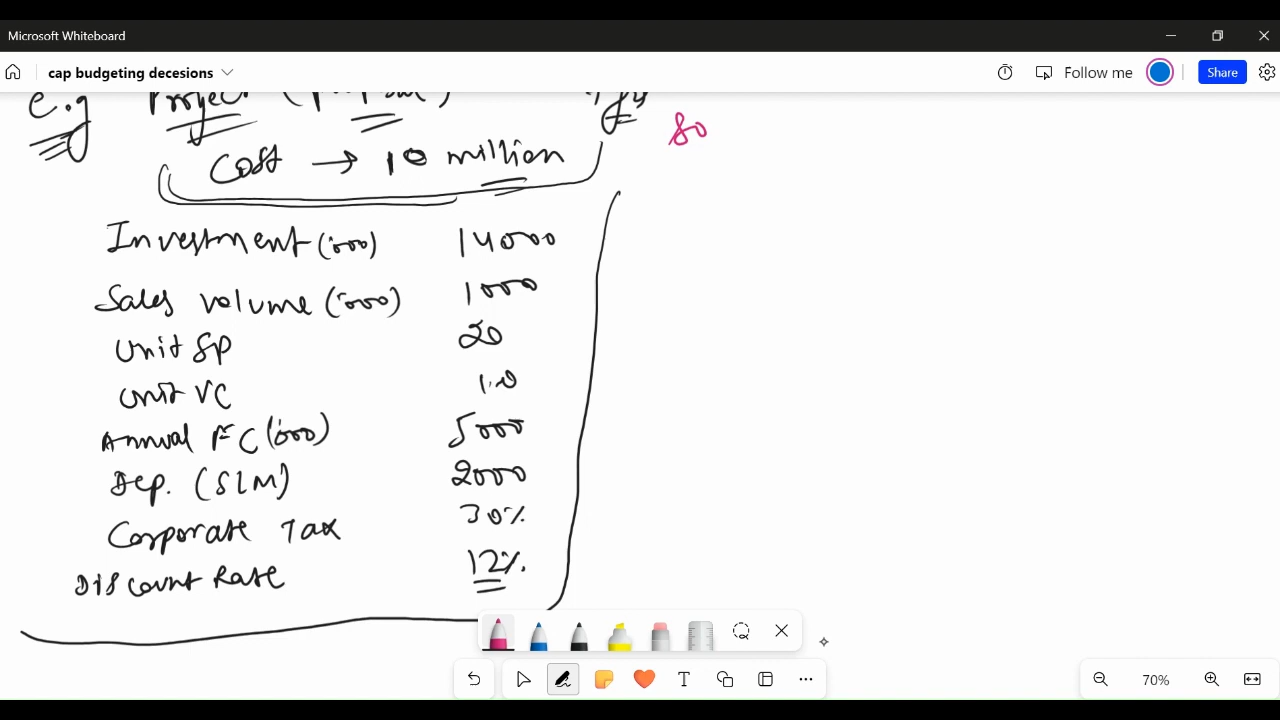 Microsoft Whiteboard
cap budgeting decesions
Follow me
Share
e.g Project
so
Cost → 10 million
Investment ('000) 14000
Sales volume ('000) 1000
Unit SP 20
Unit VC 10
Annual FC ('000) 5000
Dep. (SLM) 2000
Corporate Tax 30%
Discount Rate 12%
70%